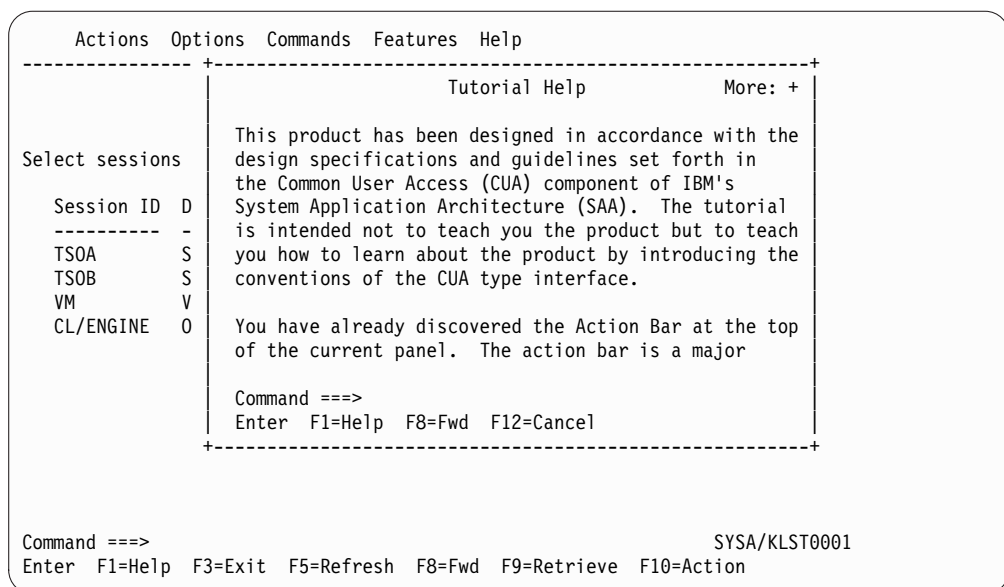 Actions  Options  Commands  Features  Help
---------------- +--------------------------------------------------------+
Tutorial Help                 More: +
This product has been designed in accordance with the
Select sessions  |  design specifications and guidelines set forth in
the Common User Access (CUA) component of IBM's
Session ID  D |  System Application Architecture (SAA).  The tutorial
----------  - |  is intended not to teach you the product but to teach
TSOA        S |  you how to learn about the product by introducing the
TSOB        S |  conventions of the CUA type interface.
VM          V |
CL/ENGINE   O |  You have already discovered the Action Bar at the top
of the current panel.  The action bar is a major
Command ===>
Enter  F1=Help  F8=Fwd  F12=Cancel
+--------------------------------------------------------+
Command ===>                                              SYSA/KLST0001
Enter  F1=Help  F3=Exit  F5=Refresh  F8=Fwd  F9=Retrieve  F10=Action